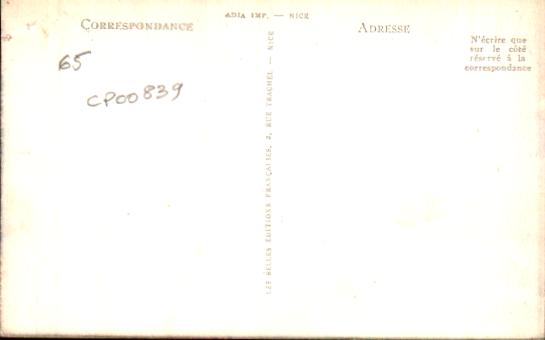 ADIA IMP. — NICE
CORRESPONDANCE
ADRESSE
N'écrire que
sur le côté
réservé à la
correspondance
65
CP00839
LES BELLES ÉDITIONS FRANÇAISES, 2, RUE TRACHEL — NICE